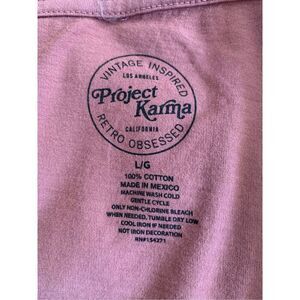 VINTAGE INSPIRED
LOS ANGELES
Project
Karma
CALIFORNIA
RETRO OBSESSED
L/G
100% COTTON
MADE IN MEXICO
MACHINE WASH COLD
GENTLE CYCLE
ONLY NON-CHLORINE BLEACH
WHEN NEEDED, TUMBLE DRY LOW
COOL IRON IF NEEDED
NOT IRON DECORATION
RN#154271